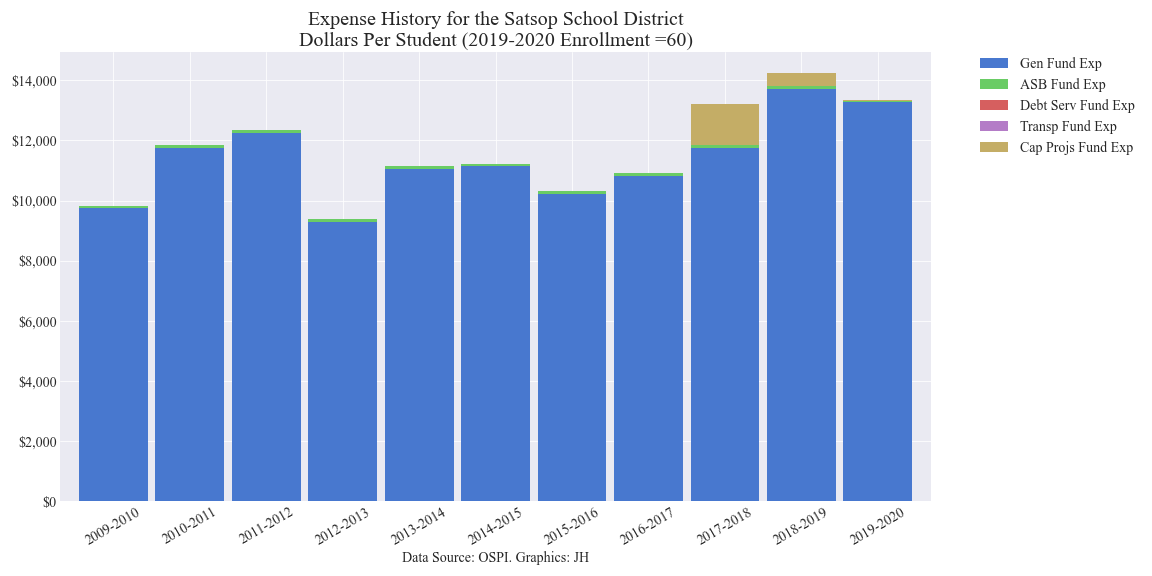 Expense History for the Satsop School District
Dollars Per Student (2019-2020 Enrollment =60)
$14,000
$12,000
$10,000
$8,000
$6,000
$4,000
$2,000
$0
2009-2010
2010-2011
2011-2012
2012-2013
2013-2014
2014-2015
2015-2016
2016-2017
2017-2018
2018-2019
2019-2020
Data Source: OSPI. Graphics: JH
Gen Fund Exp
ASB Fund Exp
Debt Serv Fund Exp
Transp Fund Exp
Cap Projs Fund Exp